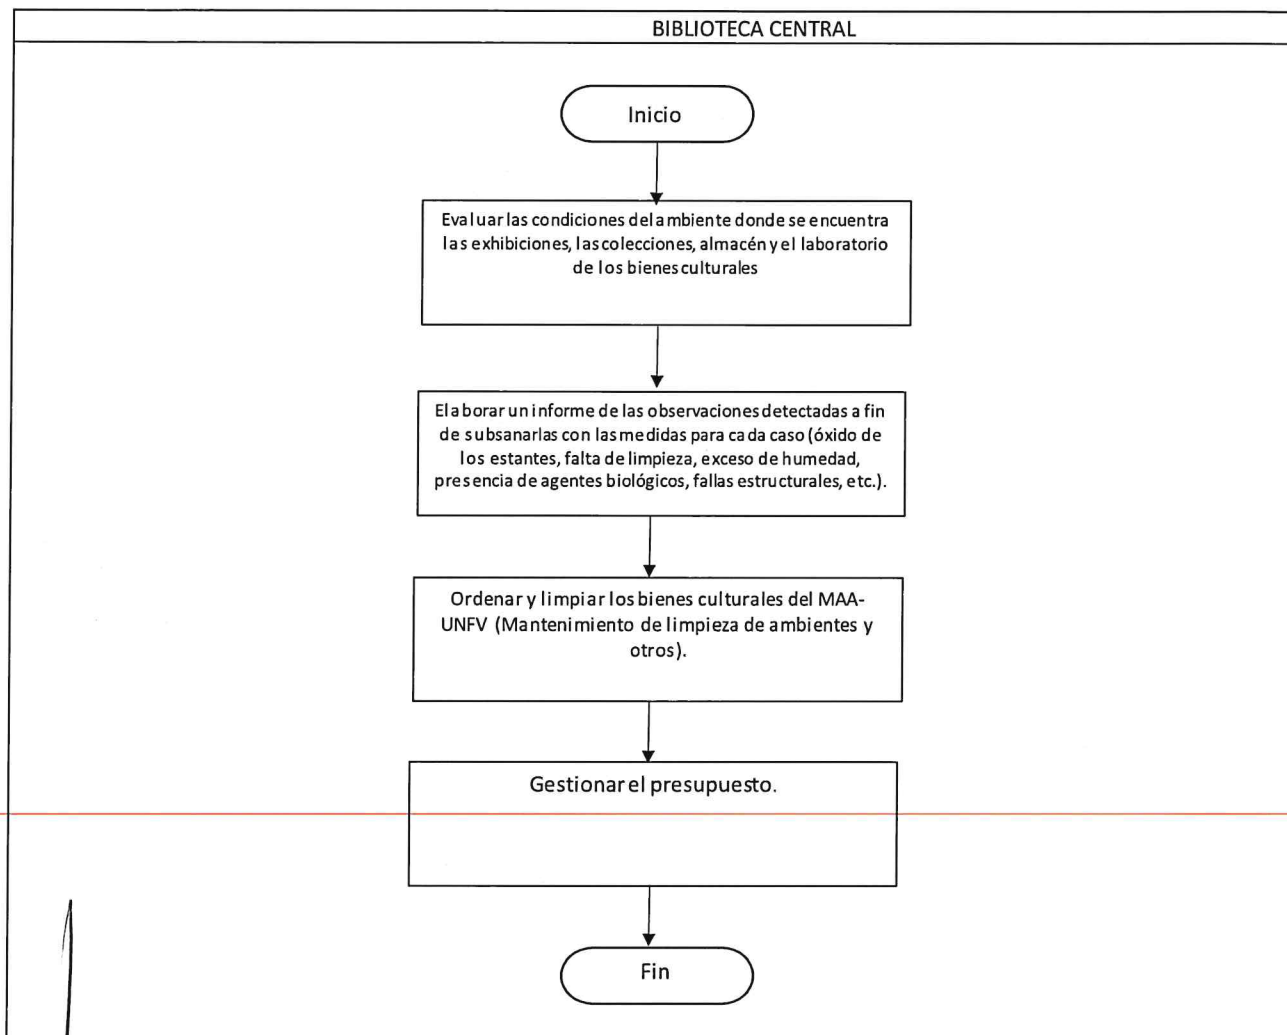 BIBLIOTECA CENTRAL
Inicio
Evaluar las condiciones del ambiente donde se encuentra
las exhibiciones, las colecciones, almacén y el laboratorio
de los bienes culturales
Elaborar un informe de las observaciones detectadas a fin
de subsanarlas con las medidas para cada caso (óxido de
los estantes, falta de limpieza, exceso de humedad,
presencia de agentes biológicos, fallas estructurales, etc.).
Ordenar y limpiar los bienes culturales del MAA-
UNFV (Mantenimiento de limpieza de ambientes y
otros).
Gestionar el presupuesto.
Fin